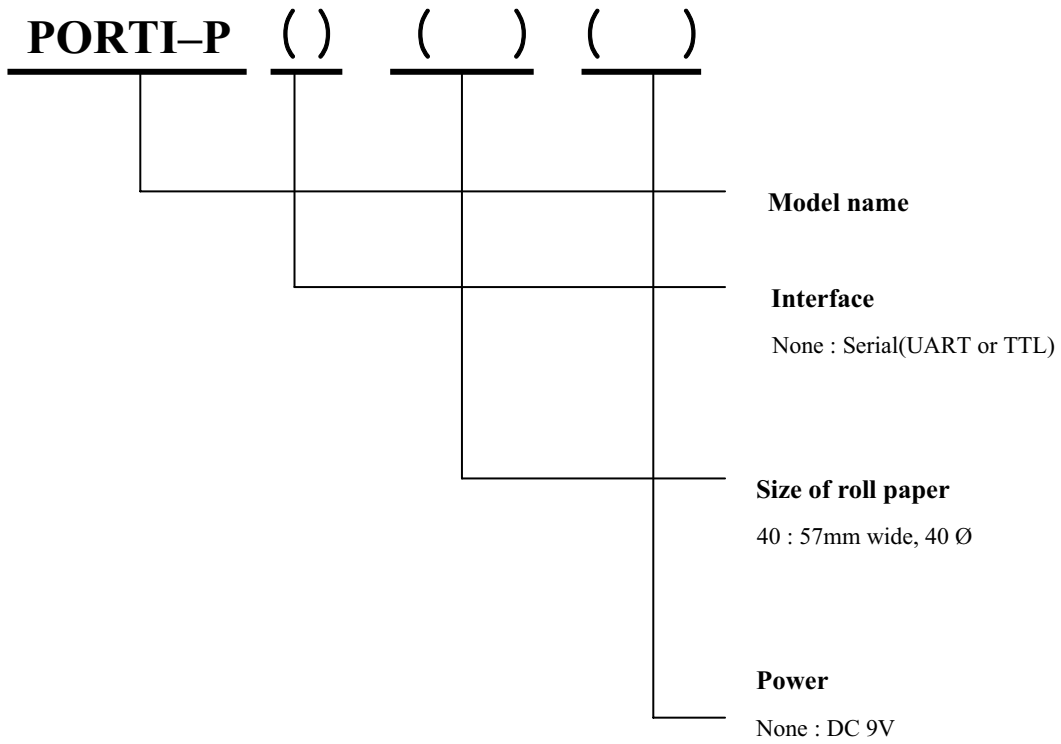 PORTI–P ( ) ( ) ( )
Model name
Interface
None : Serial(UART or TTL)
Size of roll paper
40 : 57mm wide, 40 Ø
Power
None : DC 9V